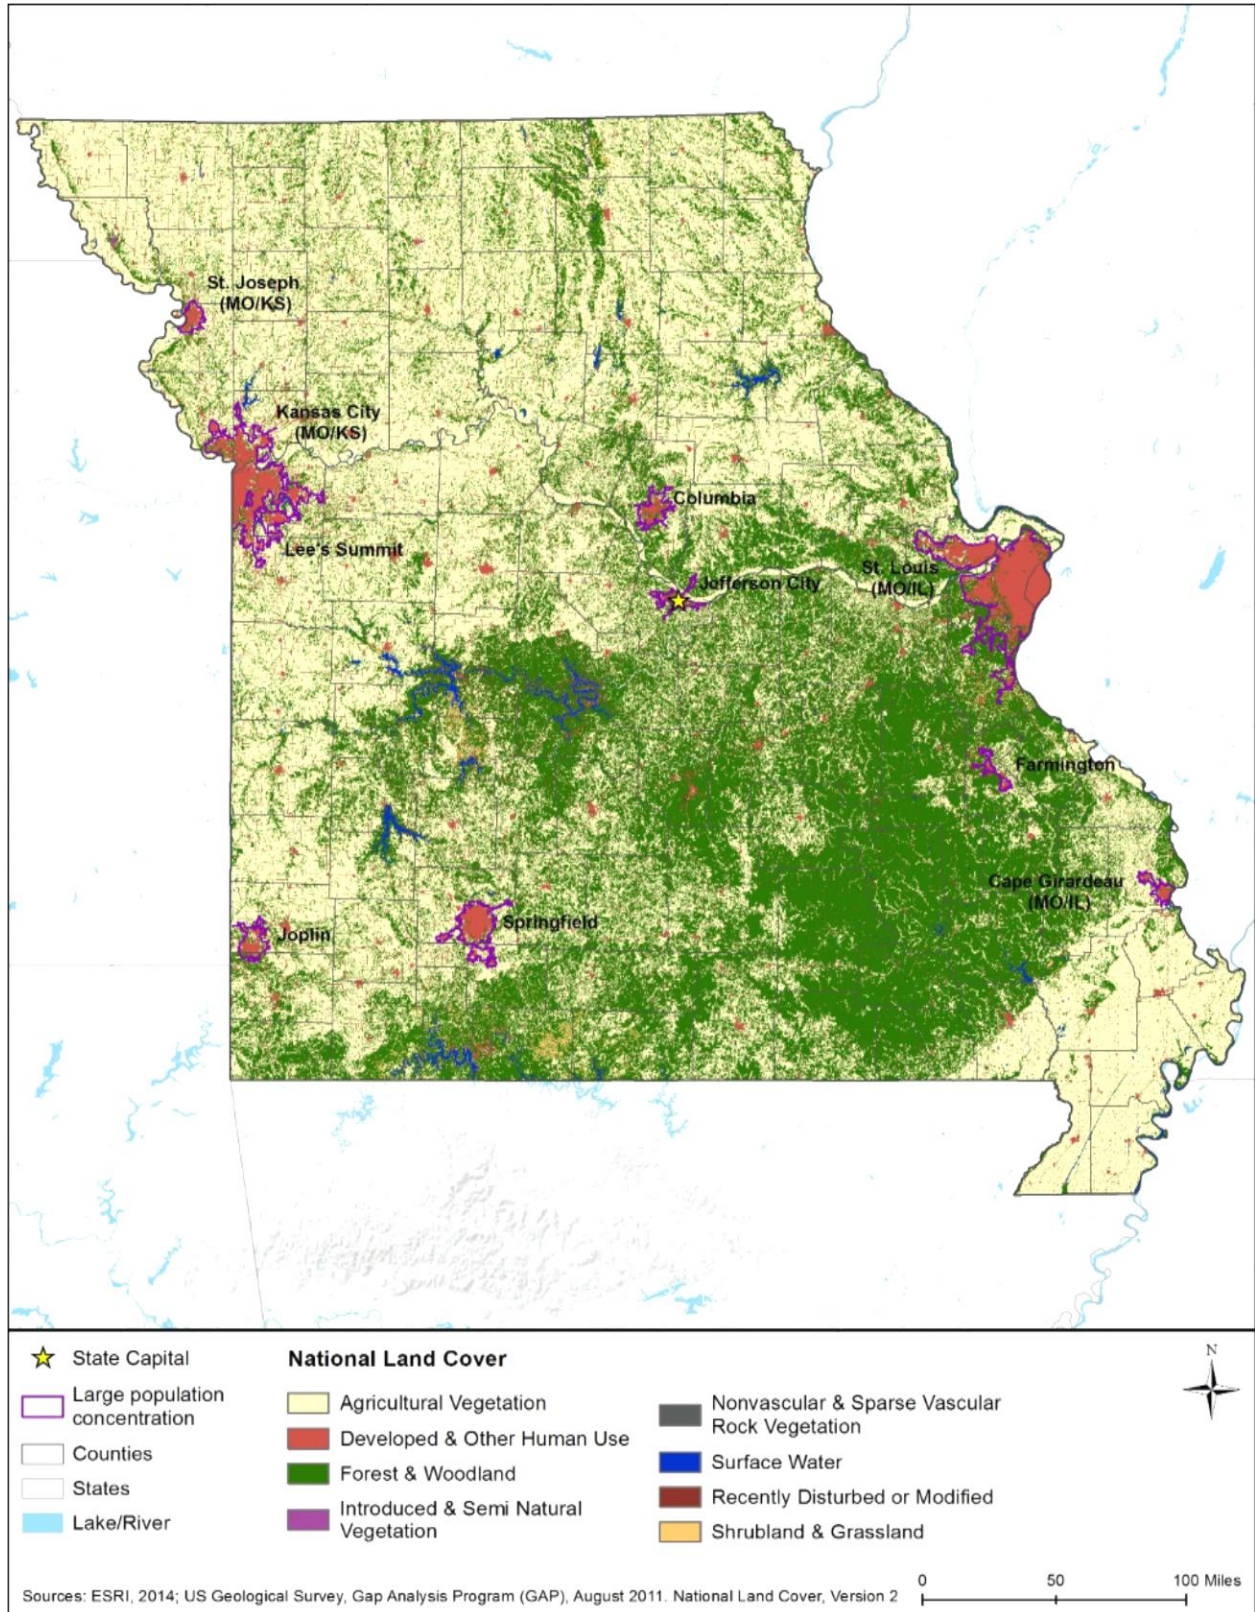 St. Joseph
(MO/KS)
Kansas City
(MO/KS)
Lee's Summit
Columbia
Jofferson City
St. Louis
(MO/IL)
Farmington
Cape Girardeau
(MO/IL)
Springfield
Joplin
State Capital
Large population
concentration
Counties
States
Lake/River
National Land Cover
Agricultural Vegetation
Developed & Other Human Use
Forest & Woodland
Introduced & Semi Natural
Vegetation
Nonvascular & Sparse Vascular
Rock Vegetation
Surface Water
Recently Disturbed or Modified
Shrubland & Grassland
N
Sources: ESRI, 2014; US Geological Survey, Gap Analysis Program (GAP), August 2011. National Land Cover, Version 2
0 50 100 Miles